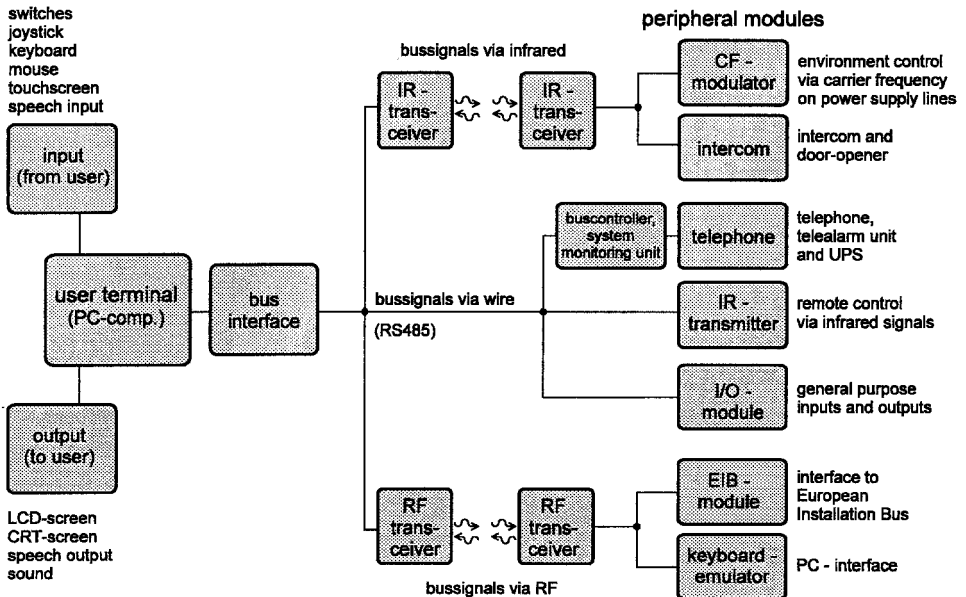 switches
joystick
keyboard
mouse
touchscreen
speech input
input
(from user)
user terminal
(PC-comp.)
output
(to user)
LCD-screen
CRT-screen
speech output
sound
bus
interface
bussignals via infrared
IR -
trans-
ceiver
IR -
trans-
ceiver
bussignals via wire
(RS485)
RF
trans-
ceiver
RF
trans-
ceiver
bussignals via RF
peripheral modules
CF -
modulator
environment control
via carrier frequency
on power supply lines
intercom
intercom and
door-opener
buscontroller,
system
monitoring unit
telephone
telephone,
telealarm unit
and UPS
IR -
transmitter
remote control
via infrared signals
I/O -
module
general purpose
inputs and outputs
EIB -
module
interface to
European
Installation Bus
keyboard -
emulator
PC - interface